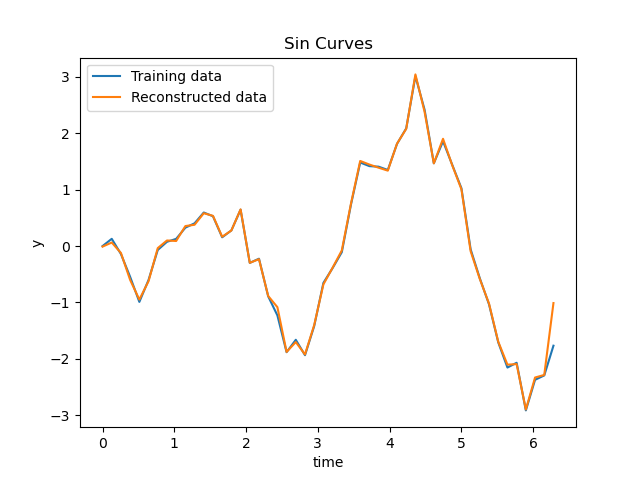 Sin Curves
Training data
Reconstructed data
3
2
1
0
−1
−2
−3
y
0 1 2 3 4 5 6
time